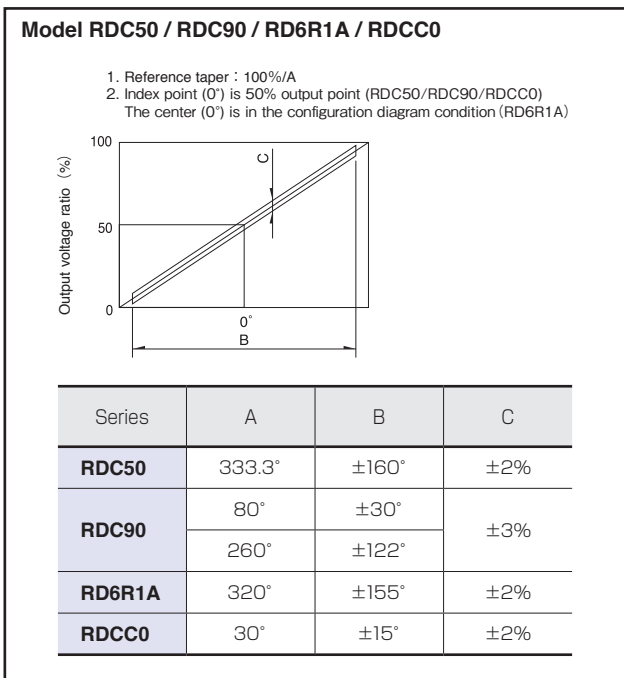 Model RDC50 / RDC90 / RD6R1A / RDCC0
1. Reference taper：100%/A
2. Index point (0°) is 50% output point (RDC50/RDC90/RDCC0)
The center (0°) is in the configuration diagram condition (RD6R1A)
100
C
Output voltage ratio (%)
50
0
0°
B
Series A B C
RDC50 333.3° ±160° ±2%
RDC90 80° ±30° ±3%
260° ±122°
RD6R1A 320° ±155° ±2%
RDCC0 30° ±15° ±2%